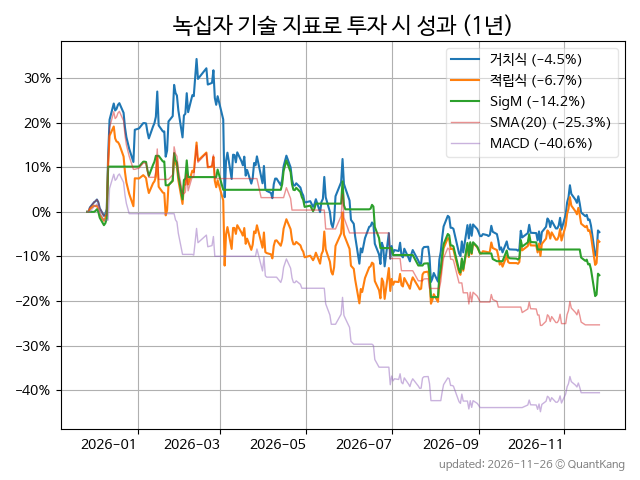 녹십자 기술 지표로 투자 시 성과 (1년)
거치식 (−4.5%)
적립식 (−6.7%)
SigM (−14.2%)
SMA(20) (−25.3%)
MACD (−40.6%)
30%
20%
10%
0%
−10%
−20%
−30%
−40%
2026-01 2026-03 2026-05 2026-07 2026-09 2026-11
updated: 2026-11-26 © QuantKang